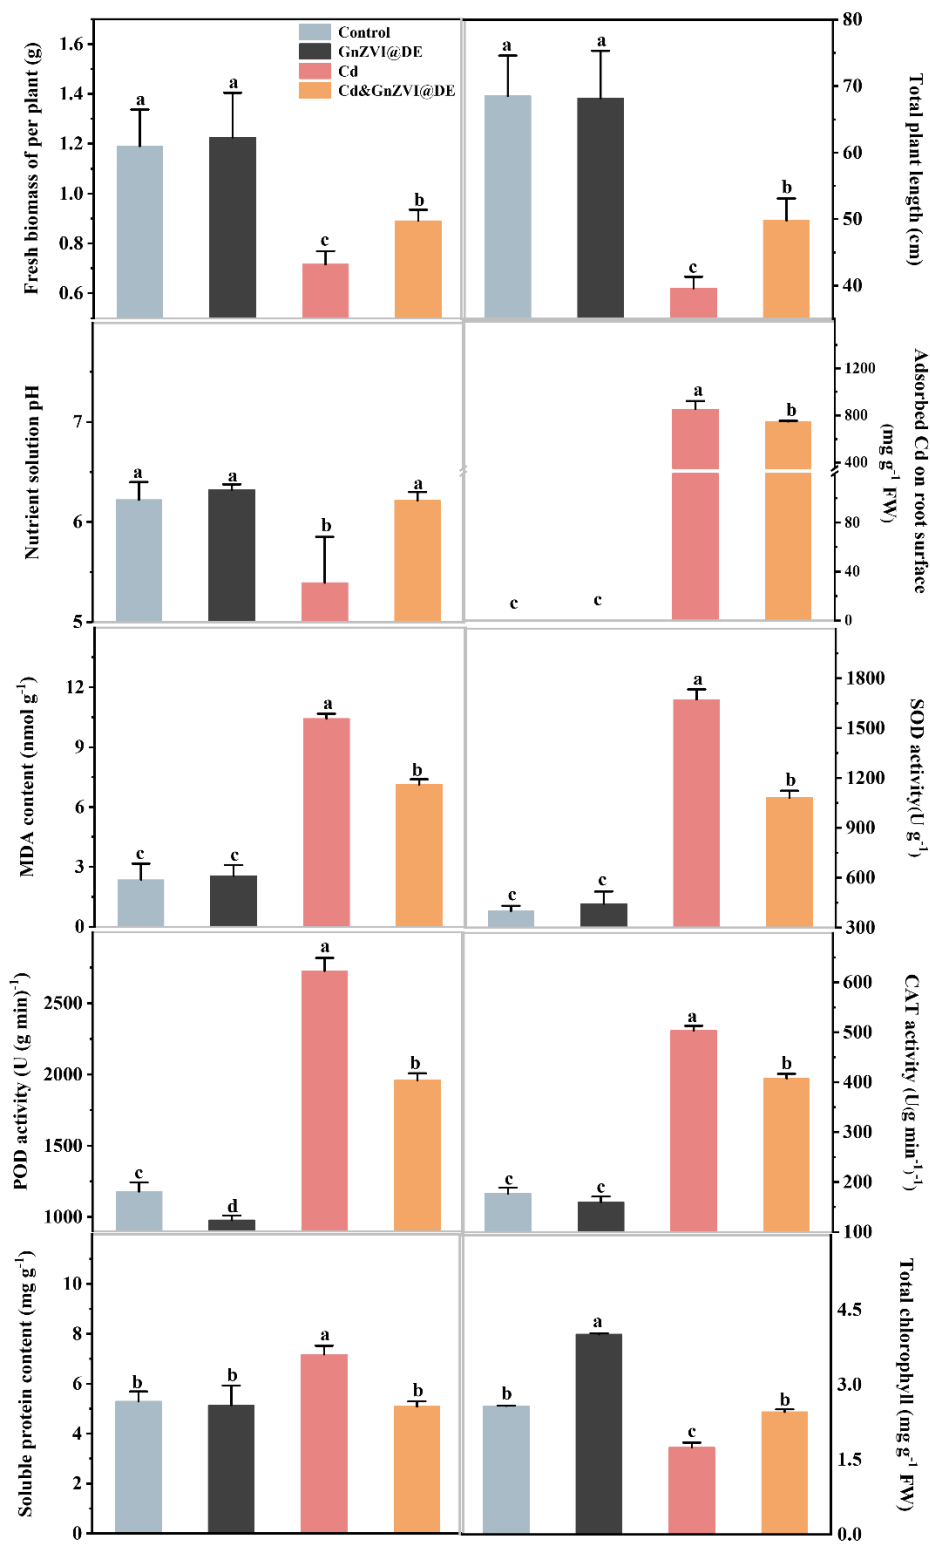 Control
GnZVI@DE
Cd
Cd&GnZVI@DE
Fresh biomass of per plant (g)
1.6
1.4
1.2
1.0
0.8
0.6
a
a
c
b
Total plant length (cm)
80
70
60
50
40
a
a
c
b
Nutrient solution pH
7
6
5
a
a
b
a
Adsorbed Cd on root surface
(mg g⁻¹ FW)
1200
800
400
80
40
0
c
c
a
b
MDA content (nmol g⁻¹)
12
9
6
3
0
c
c
a
b
SOD activity(U g⁻¹)
1800
1500
1200
900
600
300
c
c
a
b
POD activity (U (g min)⁻¹
2500
2000
1500
1000
c
d
a
b
CAT activity (U(g min⁻¹)⁻¹)
600
500
400
300
200
100
c
c
a
b
Soluble protein content (mg g⁻¹)
10
8
6
4
2
0
b
b
a
b
Total chlorophyll (mg g⁻¹ FW)
4.5
3.0
1.5
0.0
b
a
c
b